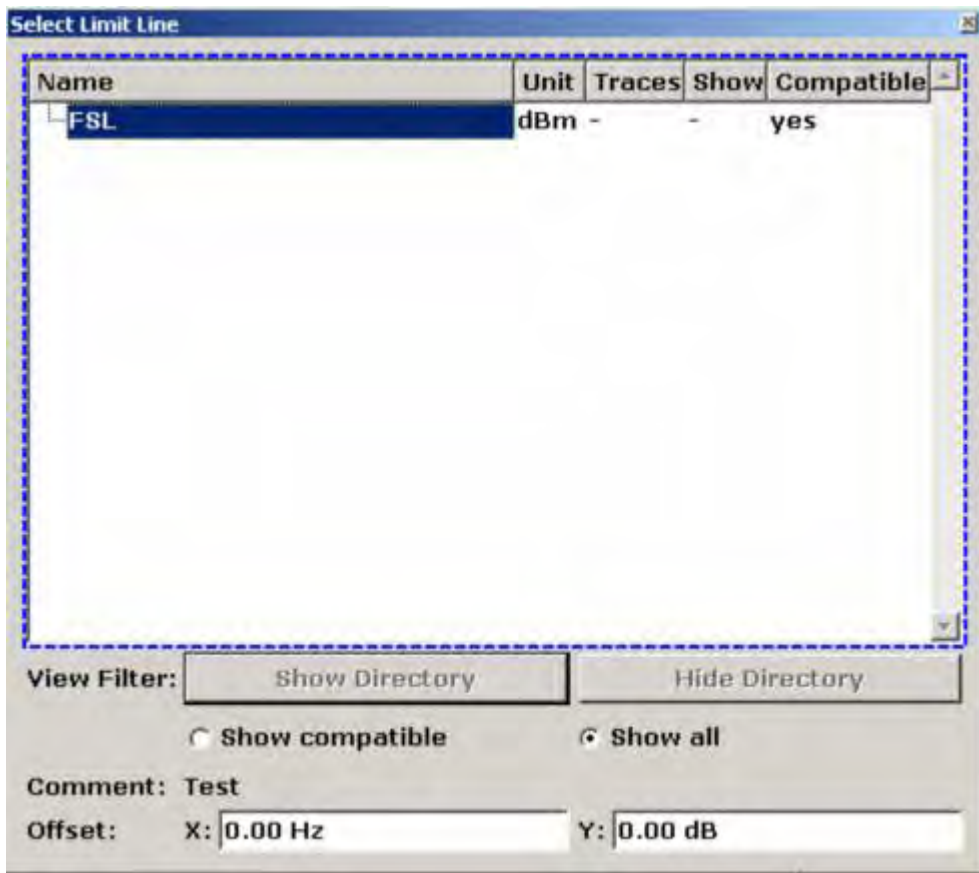 Select Limit Line
Name Unit Traces Show Compatible
FSL dBm - - yes
View Filter: Show Directory Hide Directory
Show compatible Show all
Comment: Test
Offset: X: 0.00 Hz Y: 0.00 dB